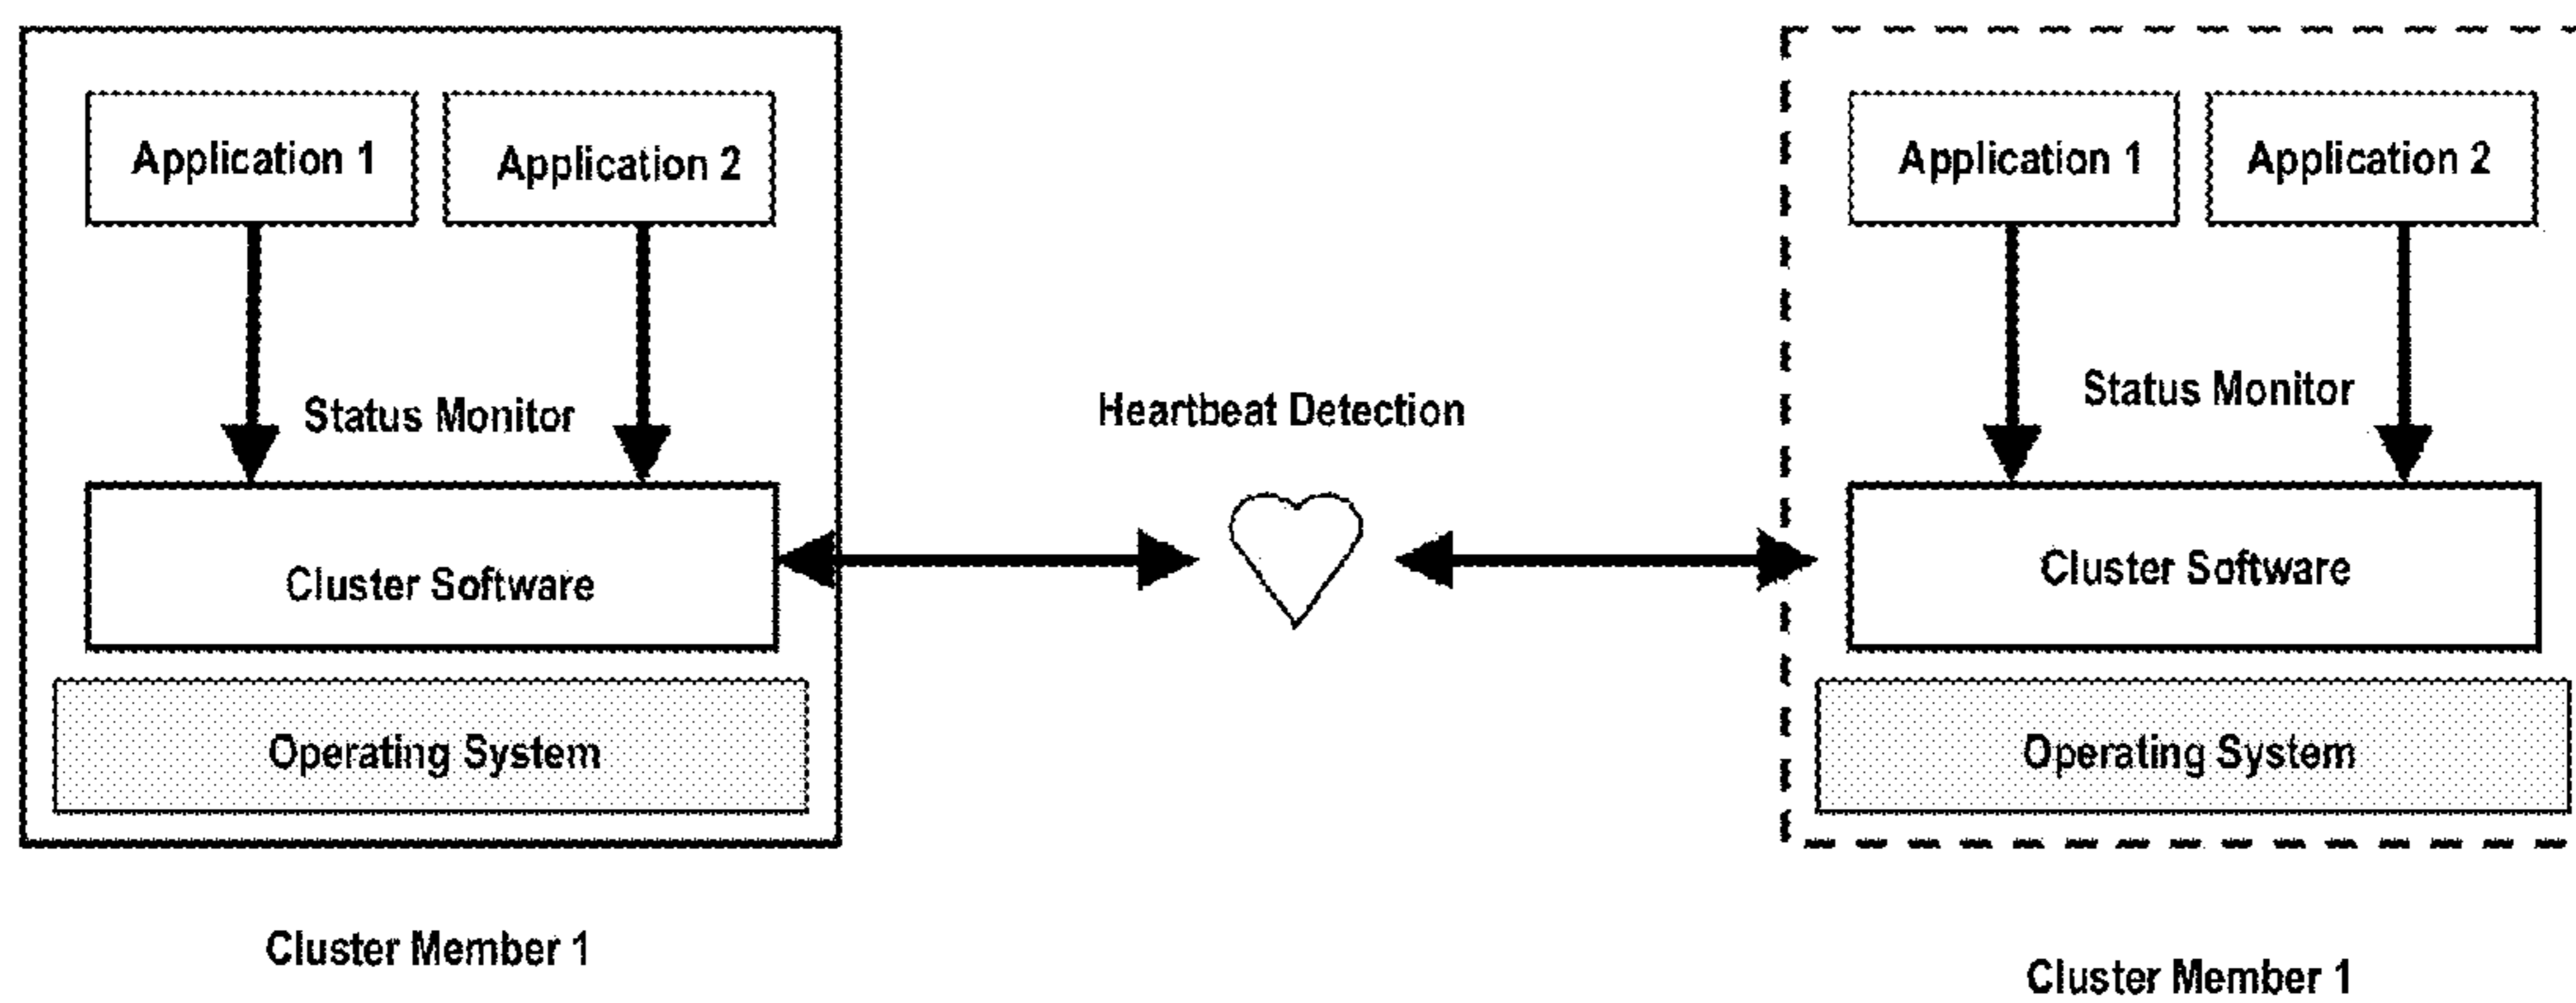 Application 1
Application 2
Status Monitor
Cluster Software
Operating System
Cluster Member 1
Heartbeat Detection
Application 1
Application 2
Status Monitor
Cluster Software
Operating System
Cluster Member 1